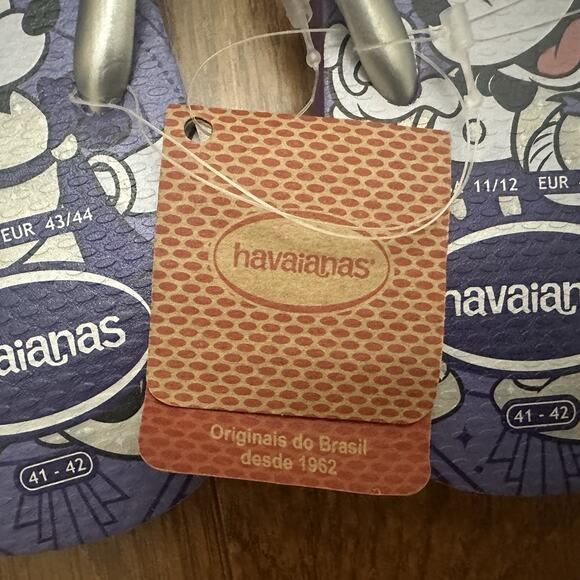 havaianas®
Originais do Brasil
desde 1962
EUR 43/44
aianas
41 - 42
11/12 EUR
havaian
41 - 42